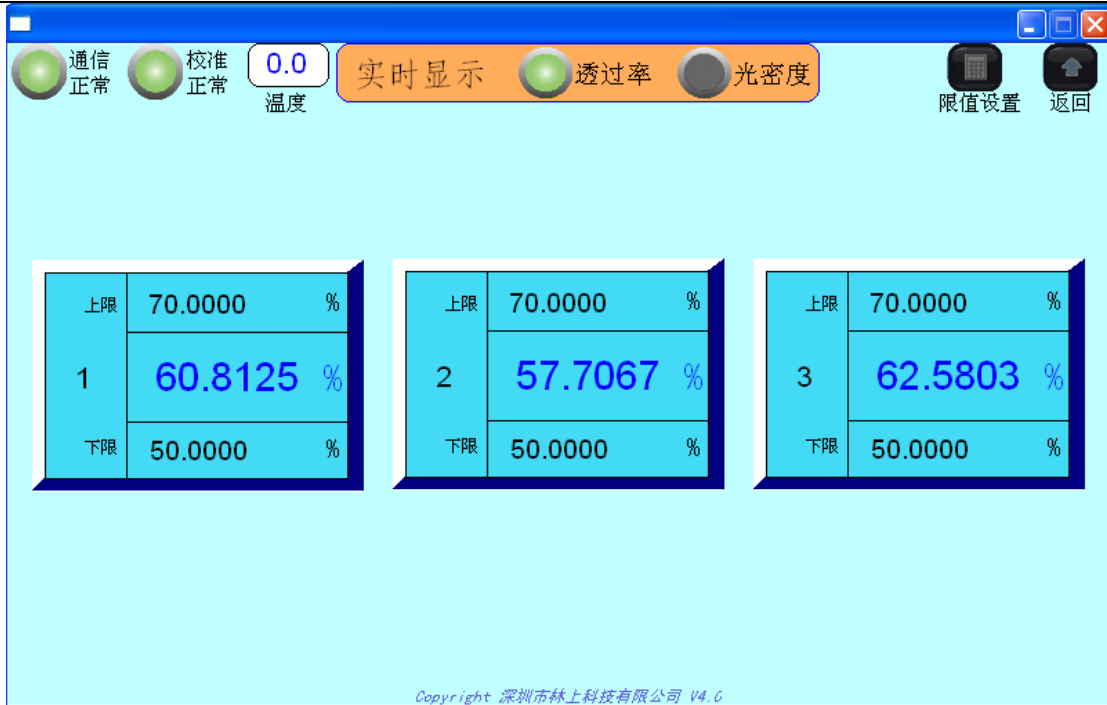 通信
正常
校准
正常
0.0
温度
实时显示
透过率
光密度
限值设置
返回
上限 70.0000 %
1 60.8125 %
下限 50.0000 %
上限 70.0000 %
2 57.7067 %
下限 50.0000 %
上限 70.0000 %
3 62.5803 %
下限 50.0000 %
Copyright 深圳市林上科技有限公司